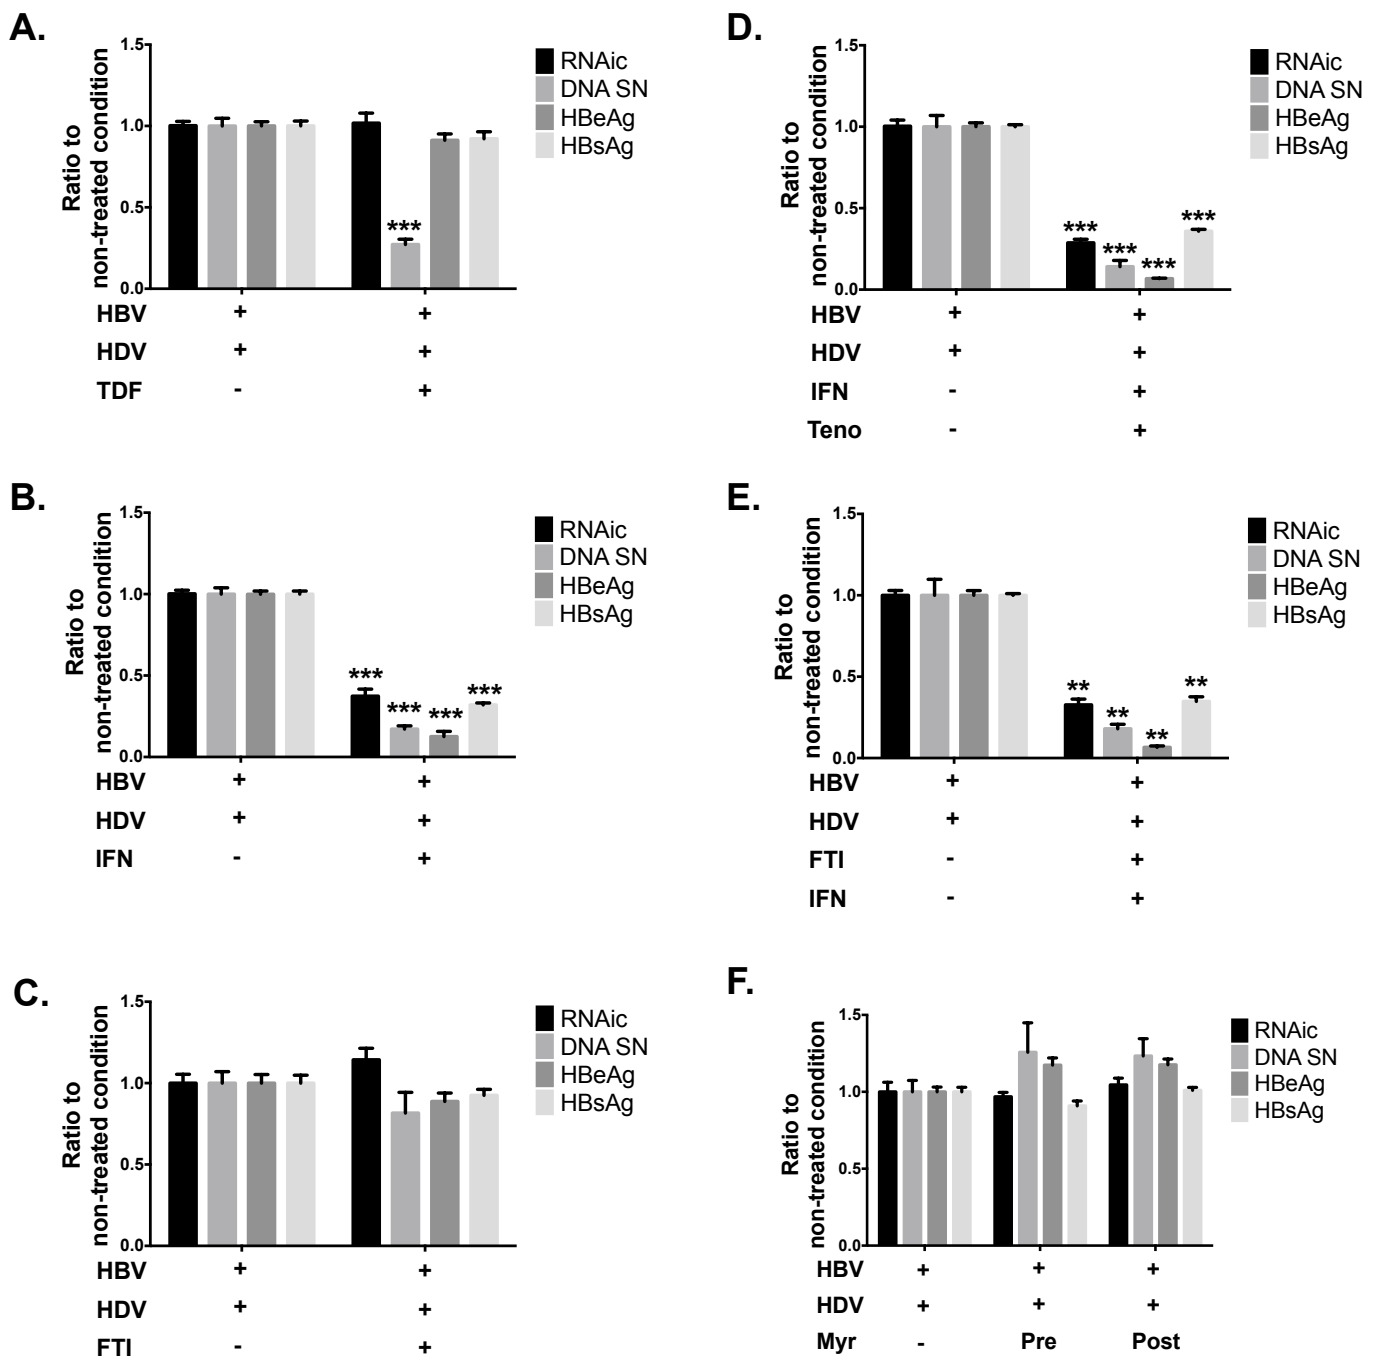 A.
Ratio to
non-treated condition
1.5
1.0
0.5
0.0
***
RNAic
DNA SN
HBeAg
HBsAg
HBV + +
HDV + +
TDF - +
B.
Ratio to
non-treated condition
1.5
1.0
0.5
0.0
*** *** *** ***
RNAic
DNA SN
HBeAg
HBsAg
HBV + +
HDV + +
IFN - +
C.
Ratio to
non-treated condition
1.5
1.0
0.5
0.0
RNAic
DNA SN
HBeAg
HBsAg
HBV + +
HDV + +
FTI - +
D.
Ratio to
non-treated condition
1.5
1.0
0.5
0.0
*** *** *** ***
RNAic
DNA SN
HBeAg
HBsAg
HBV + +
HDV + +
IFN - +
Teno - +
E.
Ratio to
non-treated condition
1.5
1.0
0.5
0.0
** ** ** **
RNAic
DNA SN
HBeAg
HBsAg
HBV + +
HDV + +
FTI - +
IFN - +
F.
Ratio to
non-treated condition
1.5
1.0
0.5
0.0
RNAic
DNA SN
HBeAg
HBsAg
HBV + + +
HDV + + +
Myr - Pre Post